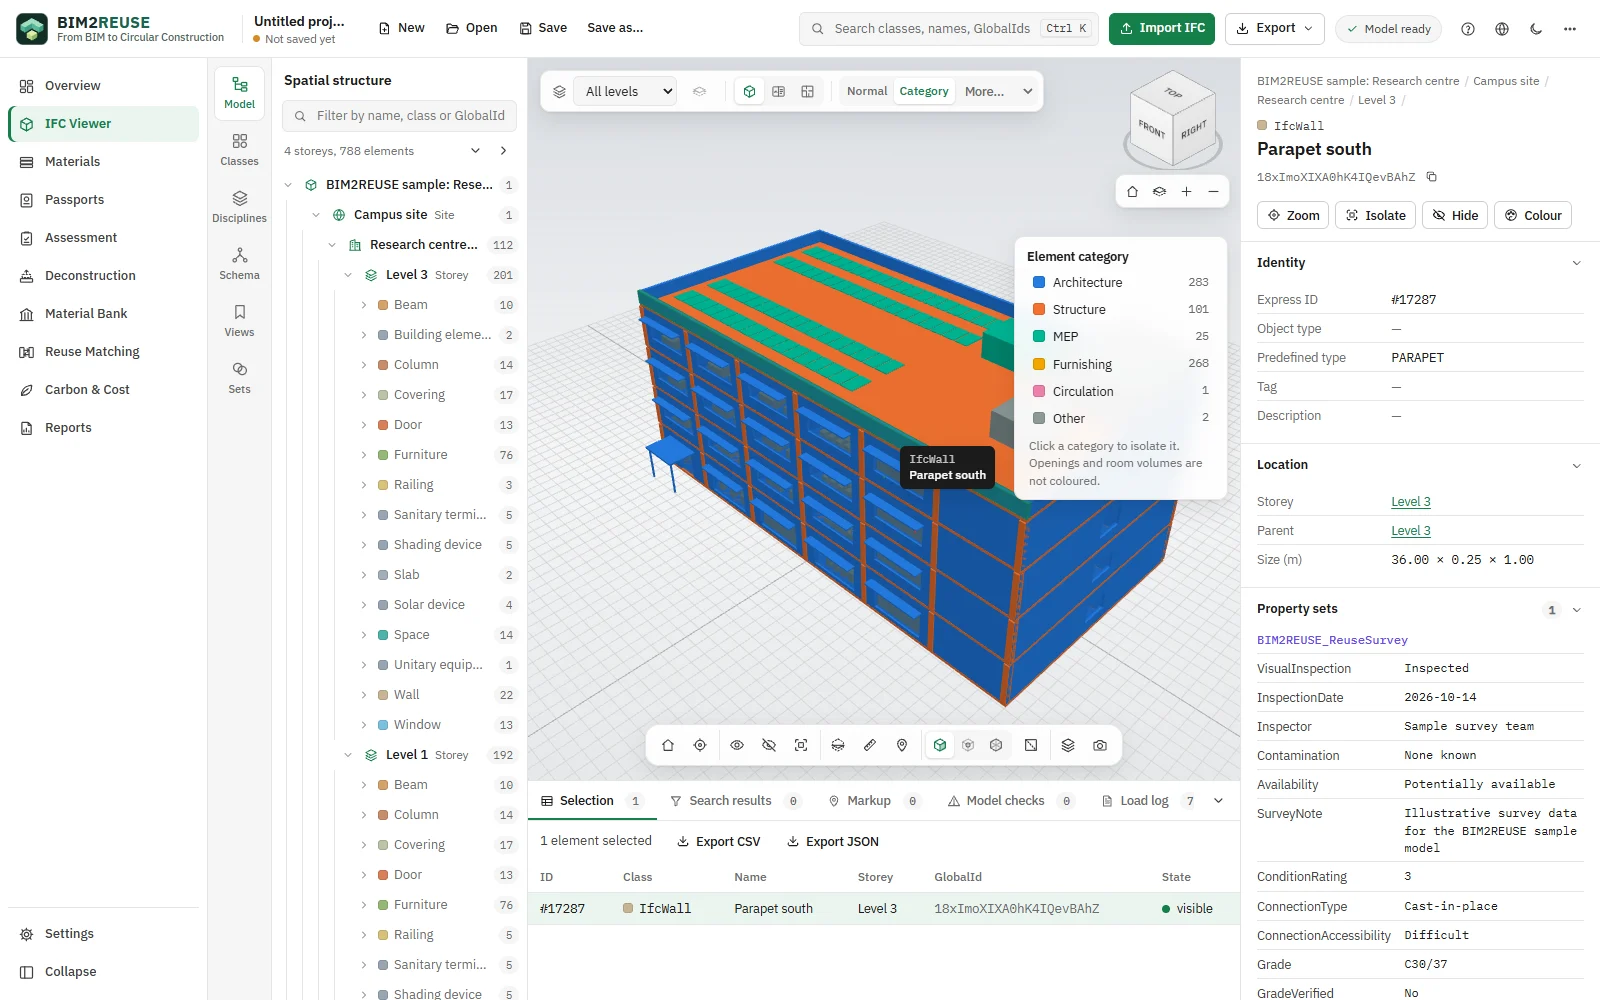 BIM2REUSE
From BIM to Circular Construction
Untitled proj...
Not saved yet
New
Open
Save
Save as...
Search classes, names, GlobalIds
Ctrl K
Import IFC
Export
Model ready
Overview
IFC Viewer
Materials
Passports
Assessment
Deconstruction
Material Bank
Reuse Matching
Carbon & Cost
Reports
Settings
Collapse
Model
Classes
Disciplines
Schema
Views
Sets
Spatial structure
Filter by name, class or GlobalId
4 storeys, 788 elements
BIM2REUSE sample: Rese... 1
Campus site Site 1
Research centre... 112
Level 3 Storey 201
Beam 10
Building eleme... 2
Column 14
Covering 17
Door 13
Furniture 76
Railing 3
Sanitary termi... 5
Shading device 5
Slab 2
Solar device 4
Space 14
Unitary equip... 1
Wall 22
Window 13
Level 1 Storey 192
Beam 10
Column 14
Covering 17
Door 13
Furniture 76
Railing 5
Sanitary termi... 5
Shading device 5
All levels
Normal
Category
More...
TOP
FRONT
RIGHT
Element category
Architecture 283
Structure 101
MEP 25
Furnishing 268
Circulation 1
Other 2
Click a category to isolate it.
Openings and room volumes are
not coloured.
IfcWall
Parapet south
Selection 1
Search results 0
Markup 0
Model checks 0
Load log 7
1 element selected
Export CSV
Export JSON
ID Class Name Storey GlobalId State
#17287 IfcWall Parapet south Level 3 18xImoXIXA0hK4IQevBAhZ visible
BIM2REUSE sample: Research centre / Campus site /
Research centre / Level 3 /
IfcWall
Parapet south
18xImoXIXA0hK4IQevBAhZ
Zoom
Isolate
Hide
Colour
Identity
Express ID #17287
Object type —
Predefined type PARAPET
Tag —
Description —
Location
Storey Level 3
Parent Level 3
Size (m) 36.00 × 0.25 × 1.00
Property sets 1
BIM2REUSE_ReuseSurvey
VisualInspection Inspected
InspectionDate 2026-10-14
Inspector Sample survey team
Contamination None known
Availability Potentially available
SurveyNote Illustrative survey data
for the BIM2REUSE sample
model
ConditionRating 3
ConnectionType Cast-in-place
ConnectionAccessibility Difficult
Grade C30/37
GradeVerified No